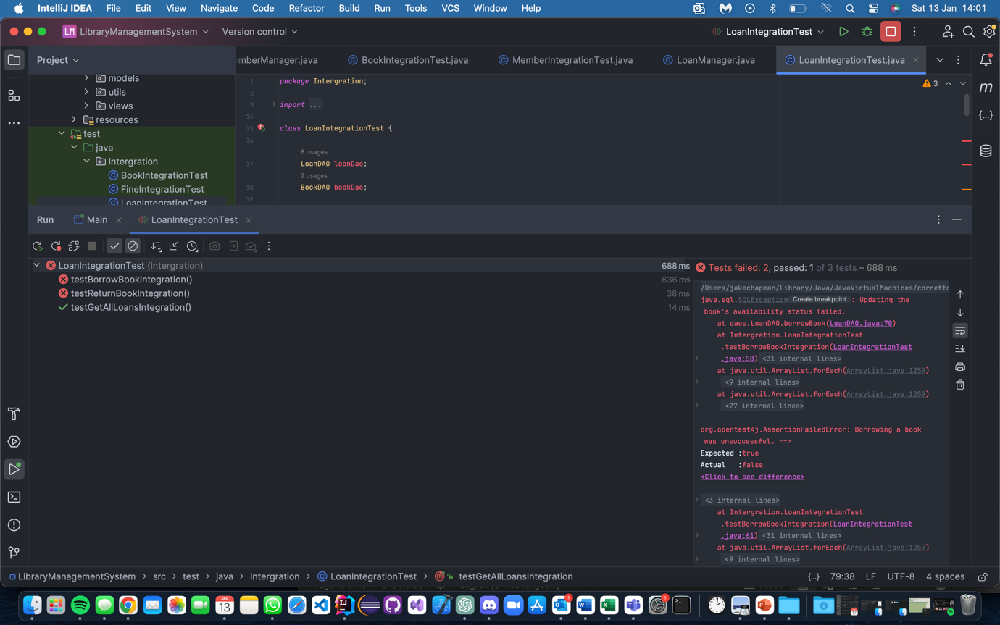 IntelliJ IDEA File Edit View Navigate Code Refactor Build Run Tools VCS Window Help Sat 13 Jan 14:01
LM LibraryManagementSystem Version control LoanIntegrationTest
Project
mberManager.java BookIntegrationTest.java MemberIntegrationTest.java LoanManager.java LoanIntegrationTest.java
models
utils
views
resources
test
java
Intergration
BookIntegrationTest
FineIntegrationTest
LoanIntegrationTest
1 package Intergration;
2
3 import ...
14
15 class LoanIntegrationTest {
16
8 usages
17 LoanDAO loanDao;
2 usages
18 BookDAO bookDao;
19
3
Run Main LoanIntegrationTest
LoanIntegrationTest (Intergration) 688 ms
testBorrowBookIntegration() 636 ms
testReturnBookIntegration() 38 ms
testGetAllLoansIntegration() 14 ms
Tests failed: 2, passed: 1 of 3 tests – 688 ms
/Users/jakechapman/Library/Java/JavaVirtualMachines/corretto
java.sql.SQLException Create breakpoint : Updating the
book's availability status failed.
at daos.LoanDAO.borrowBook(LoanDAO.java:70)
at Intergration.LoanIntegrationTest
.testBorrowBookIntegration(LoanIntegrationTest
.java:58) <31 internal lines>
at java.util.ArrayList.forEach(ArrayList.java:1259)
<9 internal lines>
at java.util.ArrayList.forEach(ArrayList.java:1259)
<27 internal lines>
org.opentest4j.AssertionFailedError: Borrowing a book
was unsuccessful. ==>
Expected :true
Actual :false
<Click to see difference>
<3 internal lines>
at Intergration.LoanIntegrationTest
.testBorrowBookIntegration(LoanIntegrationTest
.java:61) <31 internal lines>
at java.util.ArrayList.forEach(ArrayList.java:1259)
<9 internal lines>
LibraryManagementSystem > src > test > java > Intergration > LoanIntegrationTest > testGetAllLoansIntegration {...} 79:38 LF UTF-8 4 spaces
JAN
13
1
1